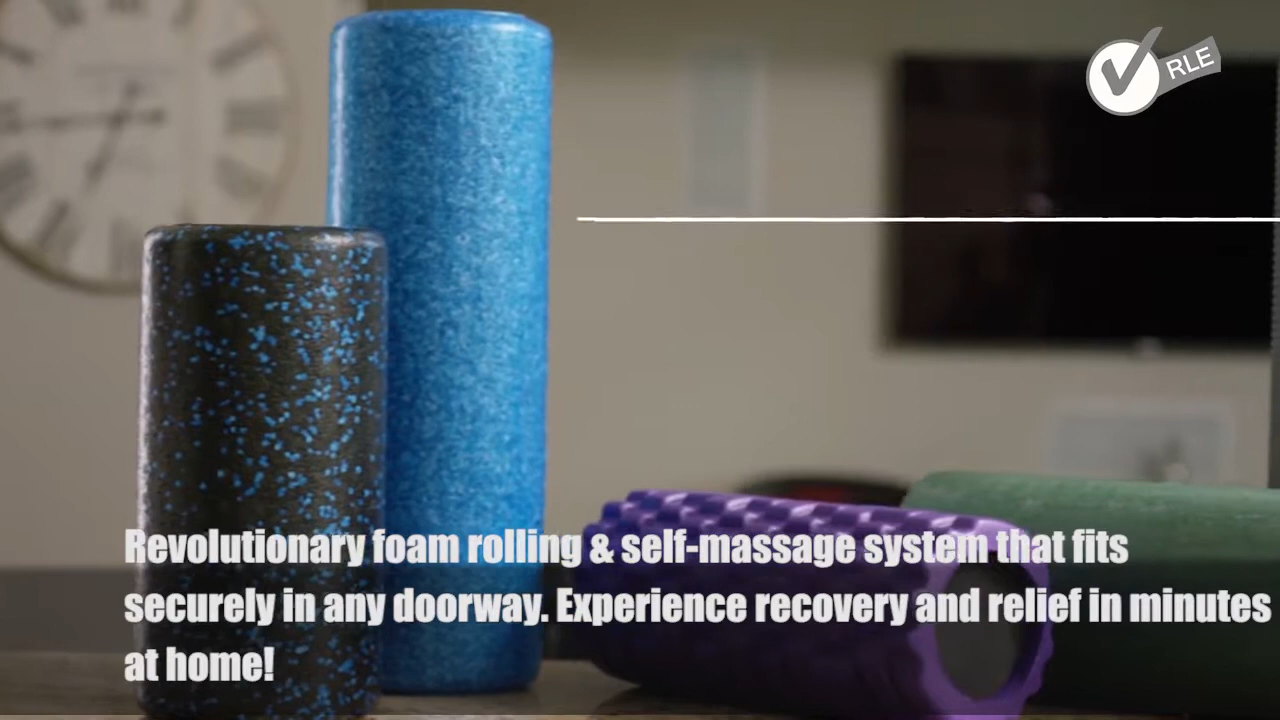 RLE
Revolutionary foam rolling & self-massage system that fits
securely in any doorway. Experience recovery and relief in minutes
at home!